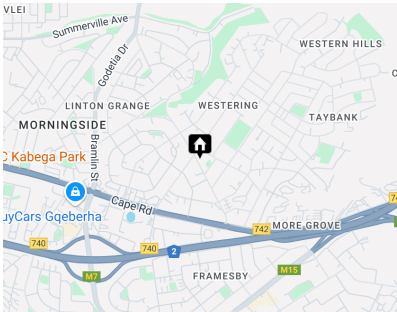 VLEI
Summerville Ave
Godetia Dr
WESTERN HILLS
LINTON GRANGE
WESTERING
TAYBANK
MORNINGSIDE
Bramlin St
C Kabega Park
Cape Rd
uyCars Gqeberha
740
740
742
2
MORE GROVE
M7
M15
FRAMESBY